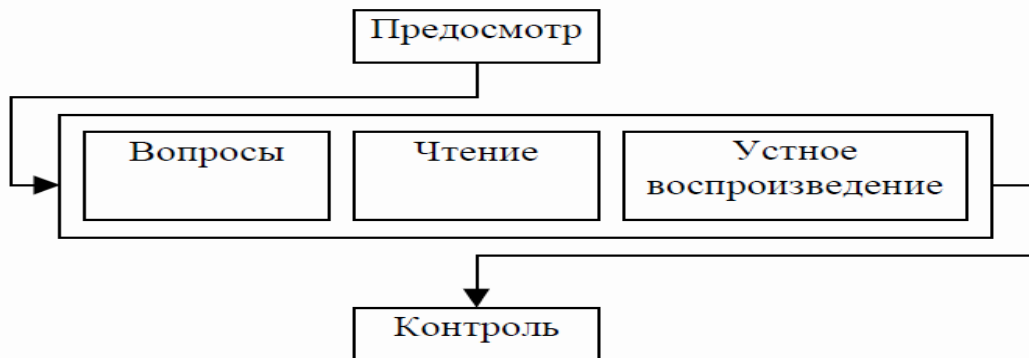 Предосмотр
Вопросы
Чтение
Устное
воспроизведение
Контроль